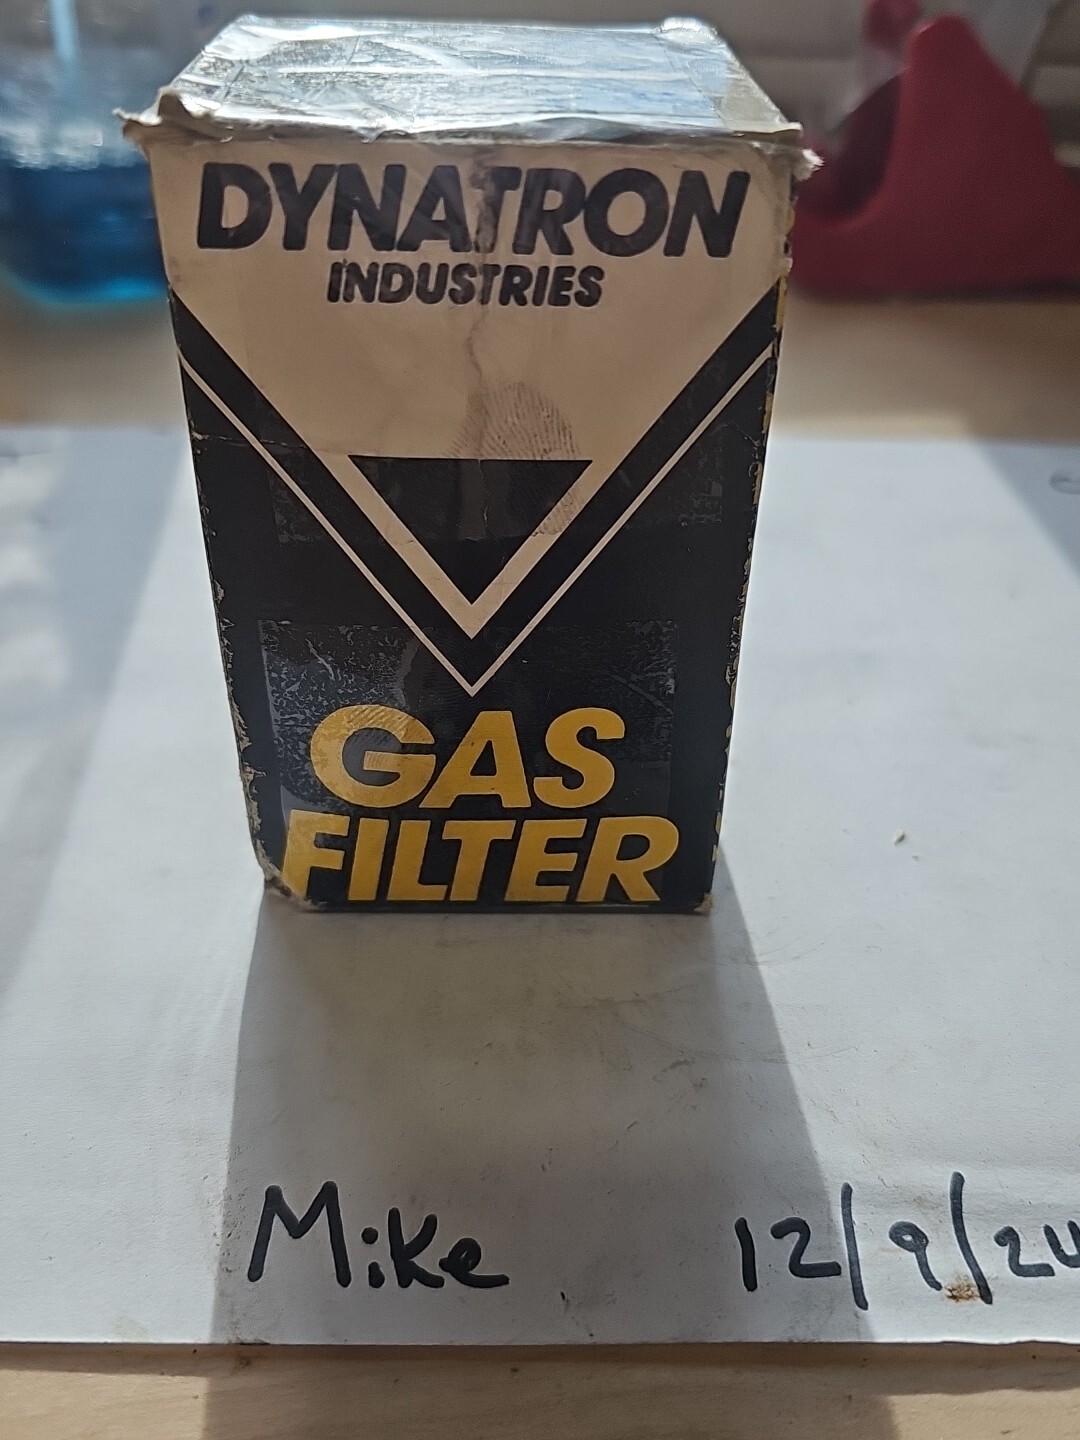 DYNATRON
INDUSTRIES
GAS
FILTER
Mike 12/9/24